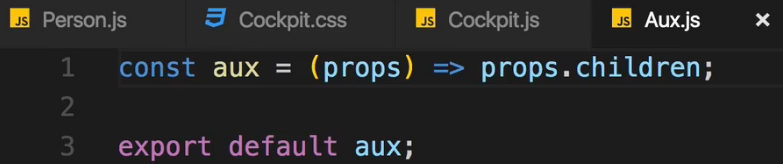 JS Person.js Cockpit.css JS Cockpit.js JS Aux.js ×
1 const aux = (props) => props.children;
2
3 export default aux;